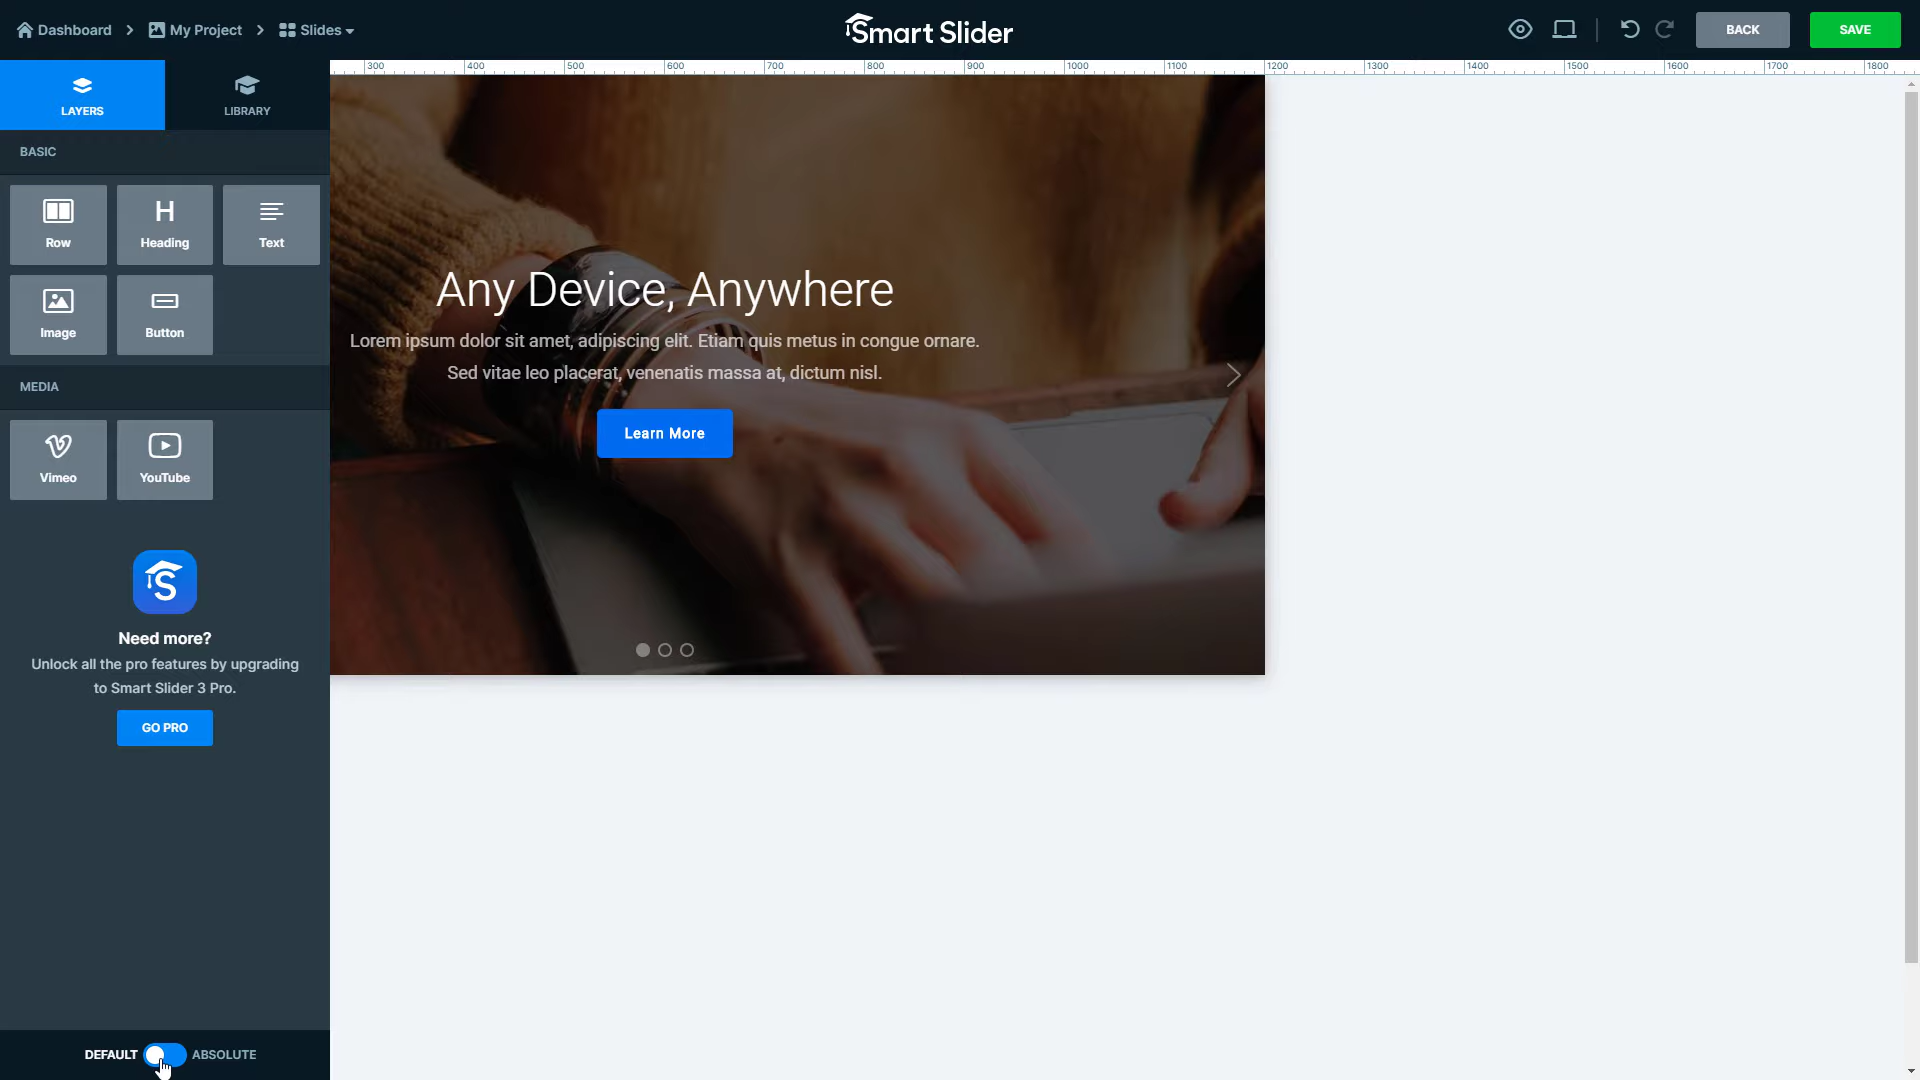 Dashboard > My Project > Slides
Smart Slider
BACK
SAVE
LAYERS
LIBRARY
300 400 500 600 700 800 900 1000 1100 1200 1300 1400 1500 1600 1700 1800
BASIC
Row
Heading
Text
Image
Button
MEDIA
Vimeo
YouTube
Need more?
Unlock all the pro features by upgrading
to Smart Slider 3 Pro.
GO PRO
DEFAULT
ABSOLUTE
Any Device, Anywhere
Lorem ipsum dolor sit amet, adipiscing elit. Etiam quis metus in congue ornare.
Sed vitae leo placerat, venenatis massa at, dictum nisl.
Learn More